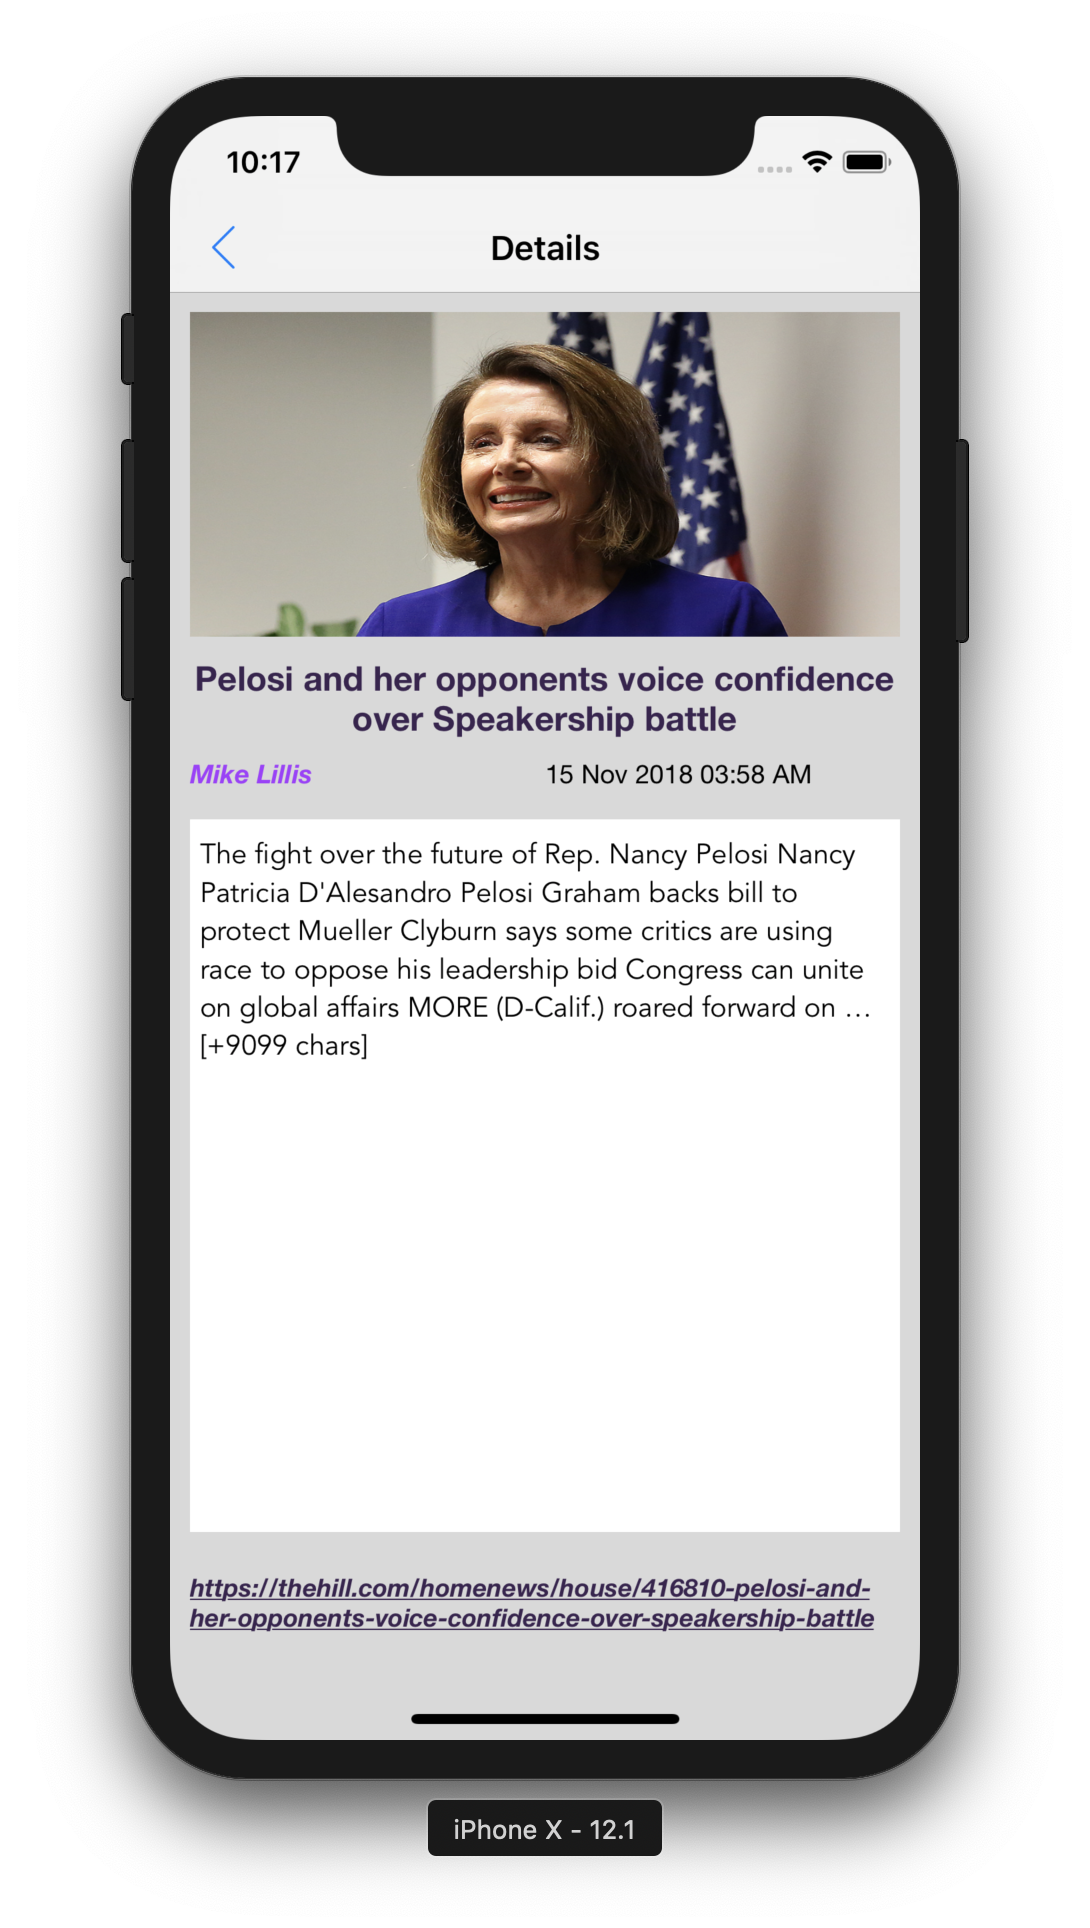 10:17
Details
Pelosi and her opponents voice confidence
over Speakership battle
Mike Lillis 15 Nov 2018 03:58 AM
The fight over the future of Rep. Nancy Pelosi Nancy
Patricia D'Alesandro Pelosi Graham backs bill to
protect Mueller Clyburn says some critics are using
race to oppose his leadership bid Congress can unite
on global affairs MORE (D-Calif.) roared forward on …
[+9099 chars]
https://thehill.com/homenews/house/416810-pelosi-and-
her-opponents-voice-confidence-over-speakership-battle
iPhone X - 12.1